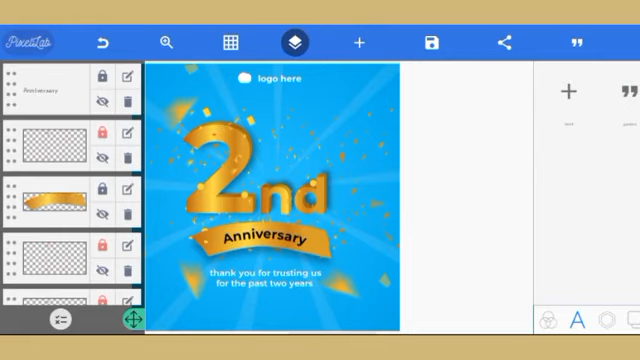 PixelLab
Anniversary
logo here
2nd
Anniversary
thank you for trusting us
for the past two years